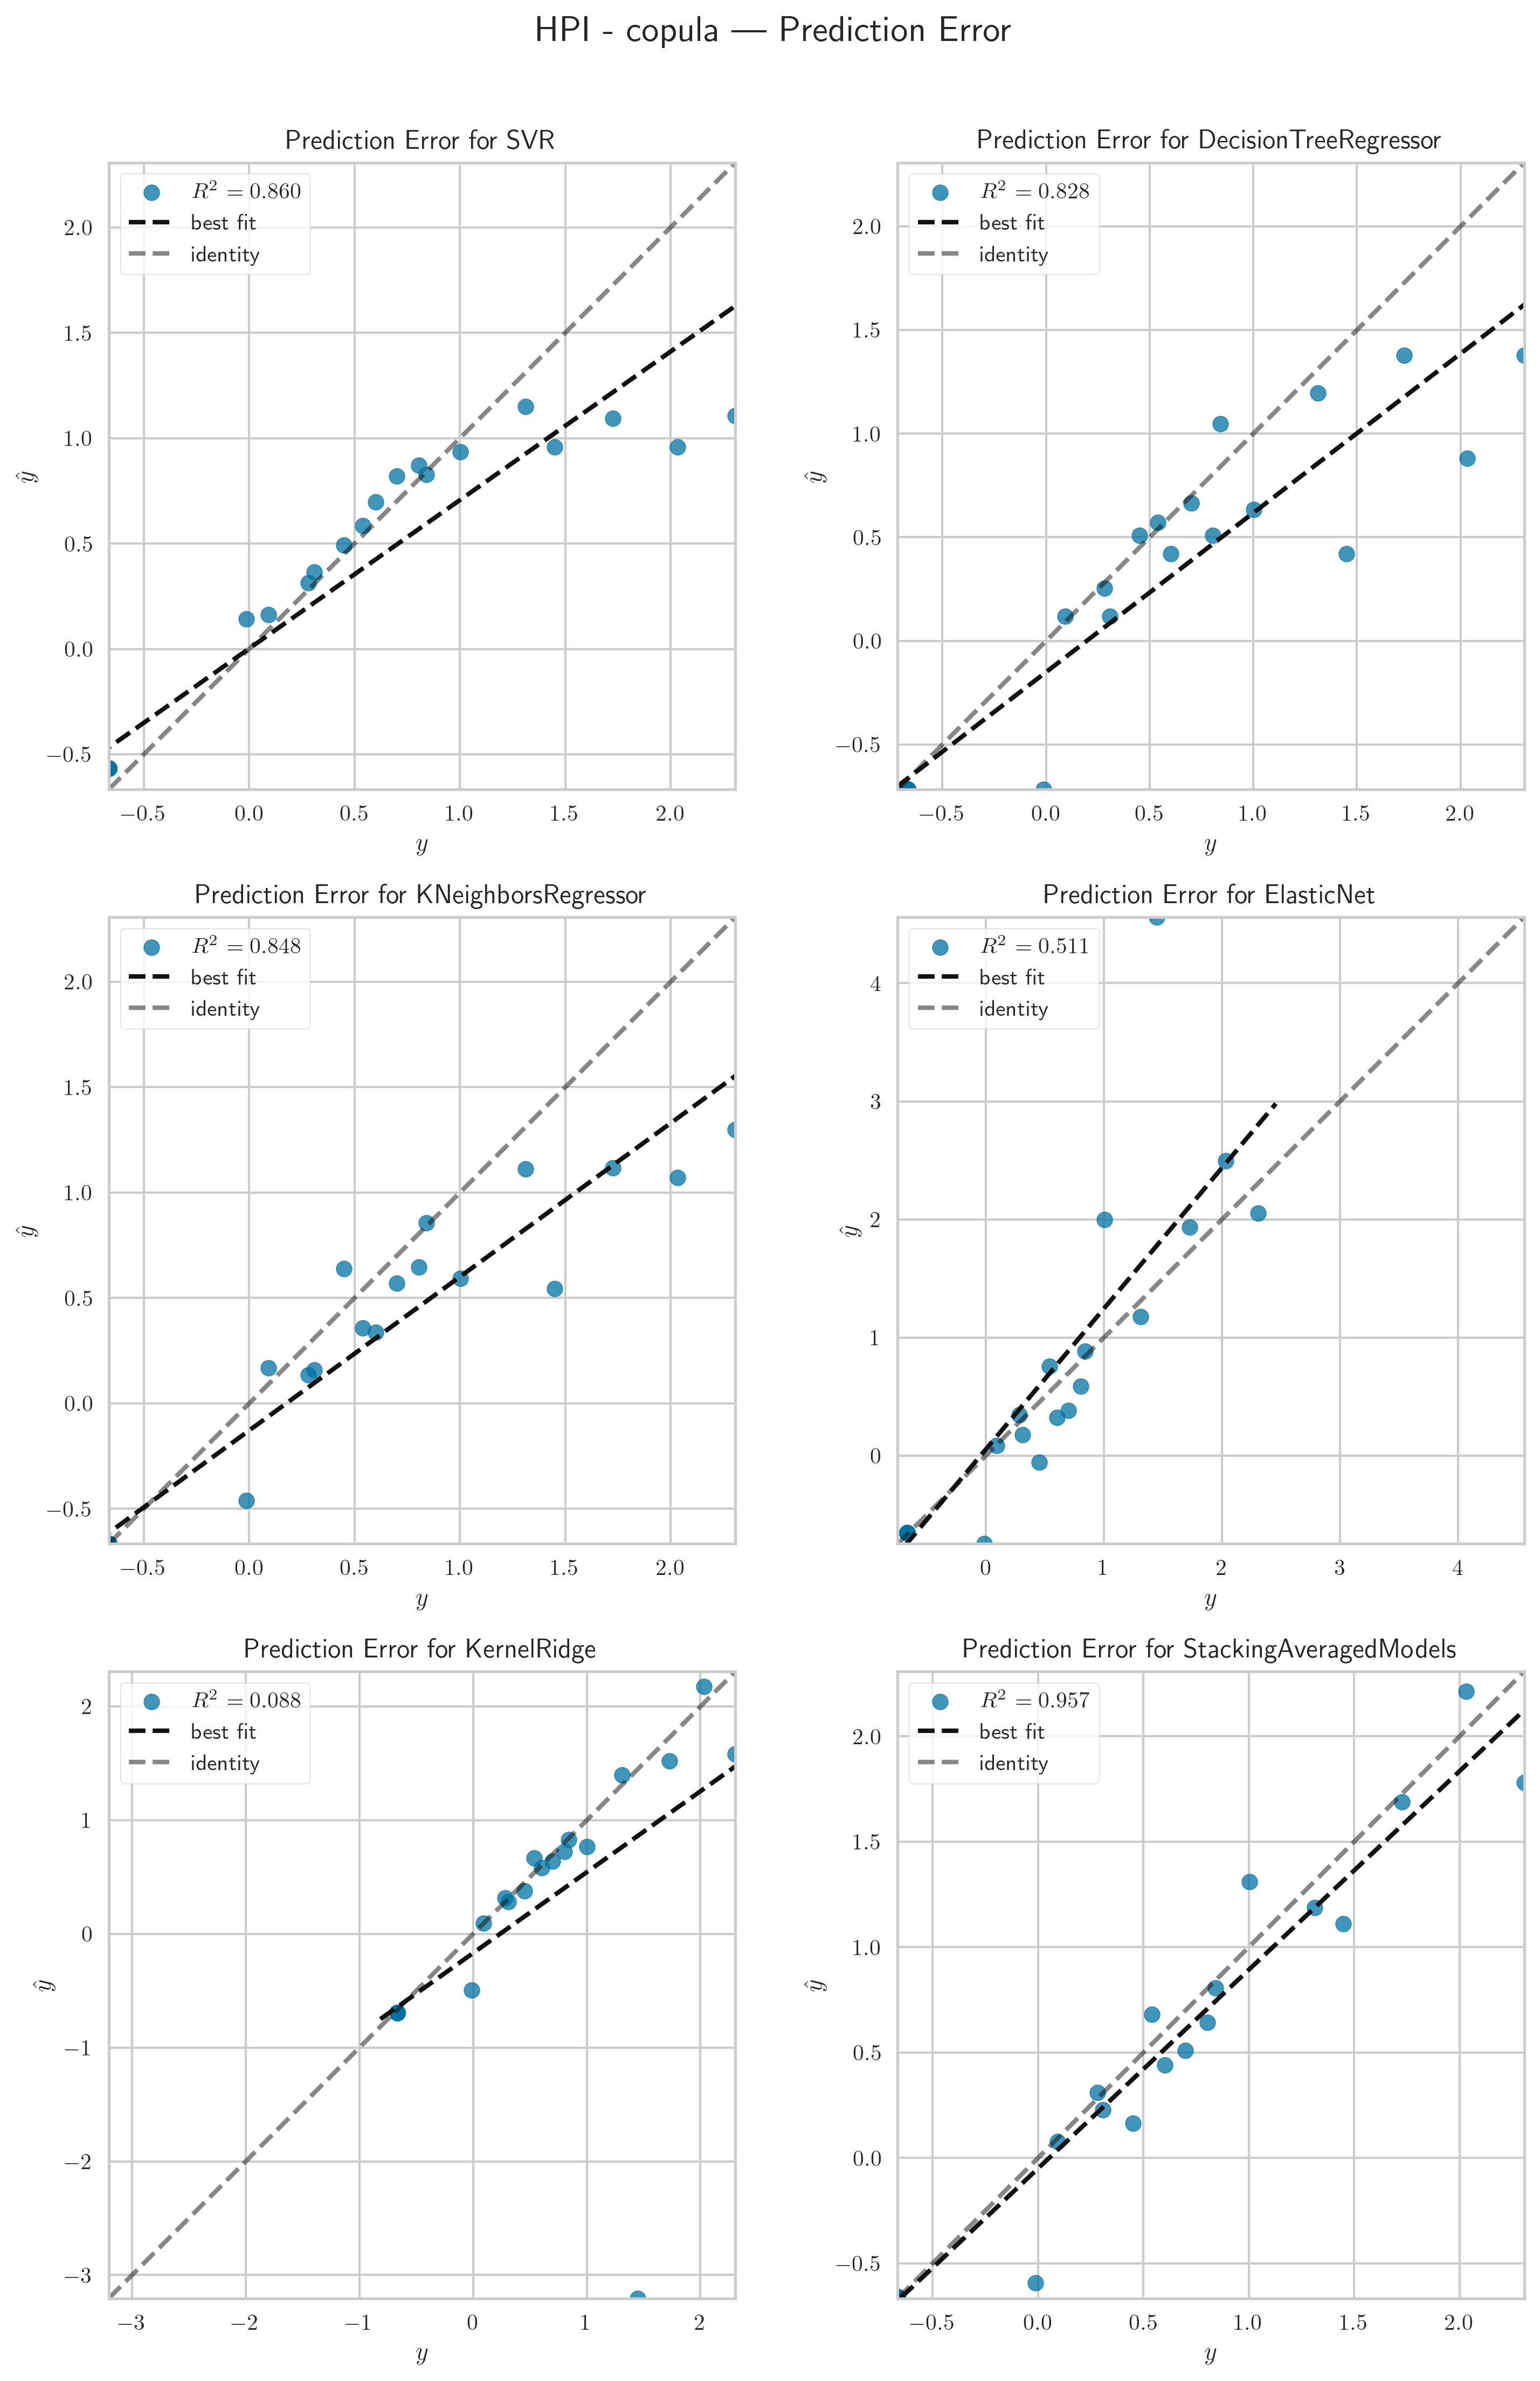 HPI - copula — Prediction Error
Prediction Error for SVR
R² = 0.860
best fit
identity
2.0
1.5
1.0
0.5
0.0
−0.5
ŷ
−0.5 0.0 0.5 1.0 1.5 2.0
y
Prediction Error for DecisionTreeRegressor
R² = 0.828
best fit
identity
2.0
1.5
1.0
0.5
0.0
−0.5
ŷ
−0.5 0.0 0.5 1.0 1.5 2.0
y
Prediction Error for KNeighborsRegressor
R² = 0.848
best fit
identity
2.0
1.5
1.0
0.5
0.0
−0.5
ŷ
−0.5 0.0 0.5 1.0 1.5 2.0
y
Prediction Error for ElasticNet
R² = 0.511
best fit
identity
4
3
2
1
0
ŷ
0 1 2 3 4
y
Prediction Error for KernelRidge
R² = 0.088
best fit
identity
2
1
0
−1
−2
−3
ŷ
−3 −2 −1 0 1 2
y
Prediction Error for StackingAveragedModels
R² = 0.957
best fit
identity
2.0
1.5
1.0
0.5
0.0
−0.5
ŷ
−0.5 0.0 0.5 1.0 1.5 2.0
y